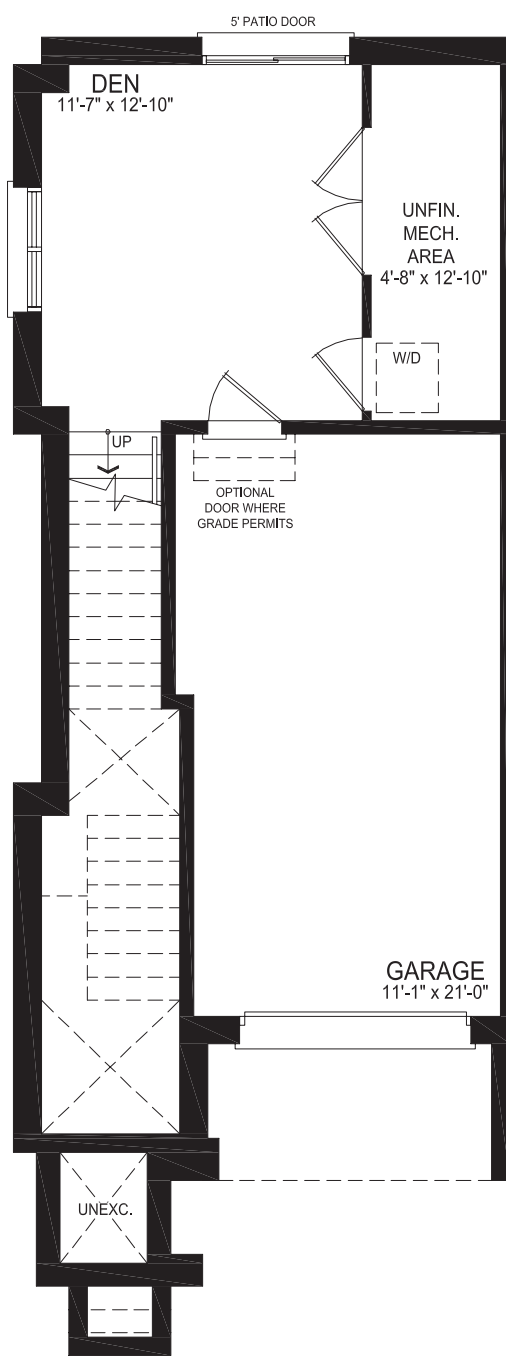 5' PATIO DOOR
DEN
11'-7" x 12'-10"
UNFIN.
MECH.
AREA
4'-8" x 12'-10"
W/D
UP
OPTIONAL
DOOR WHERE
GRADE PERMITS
GARAGE
11'-1" x 21'-0"
UNEXC.